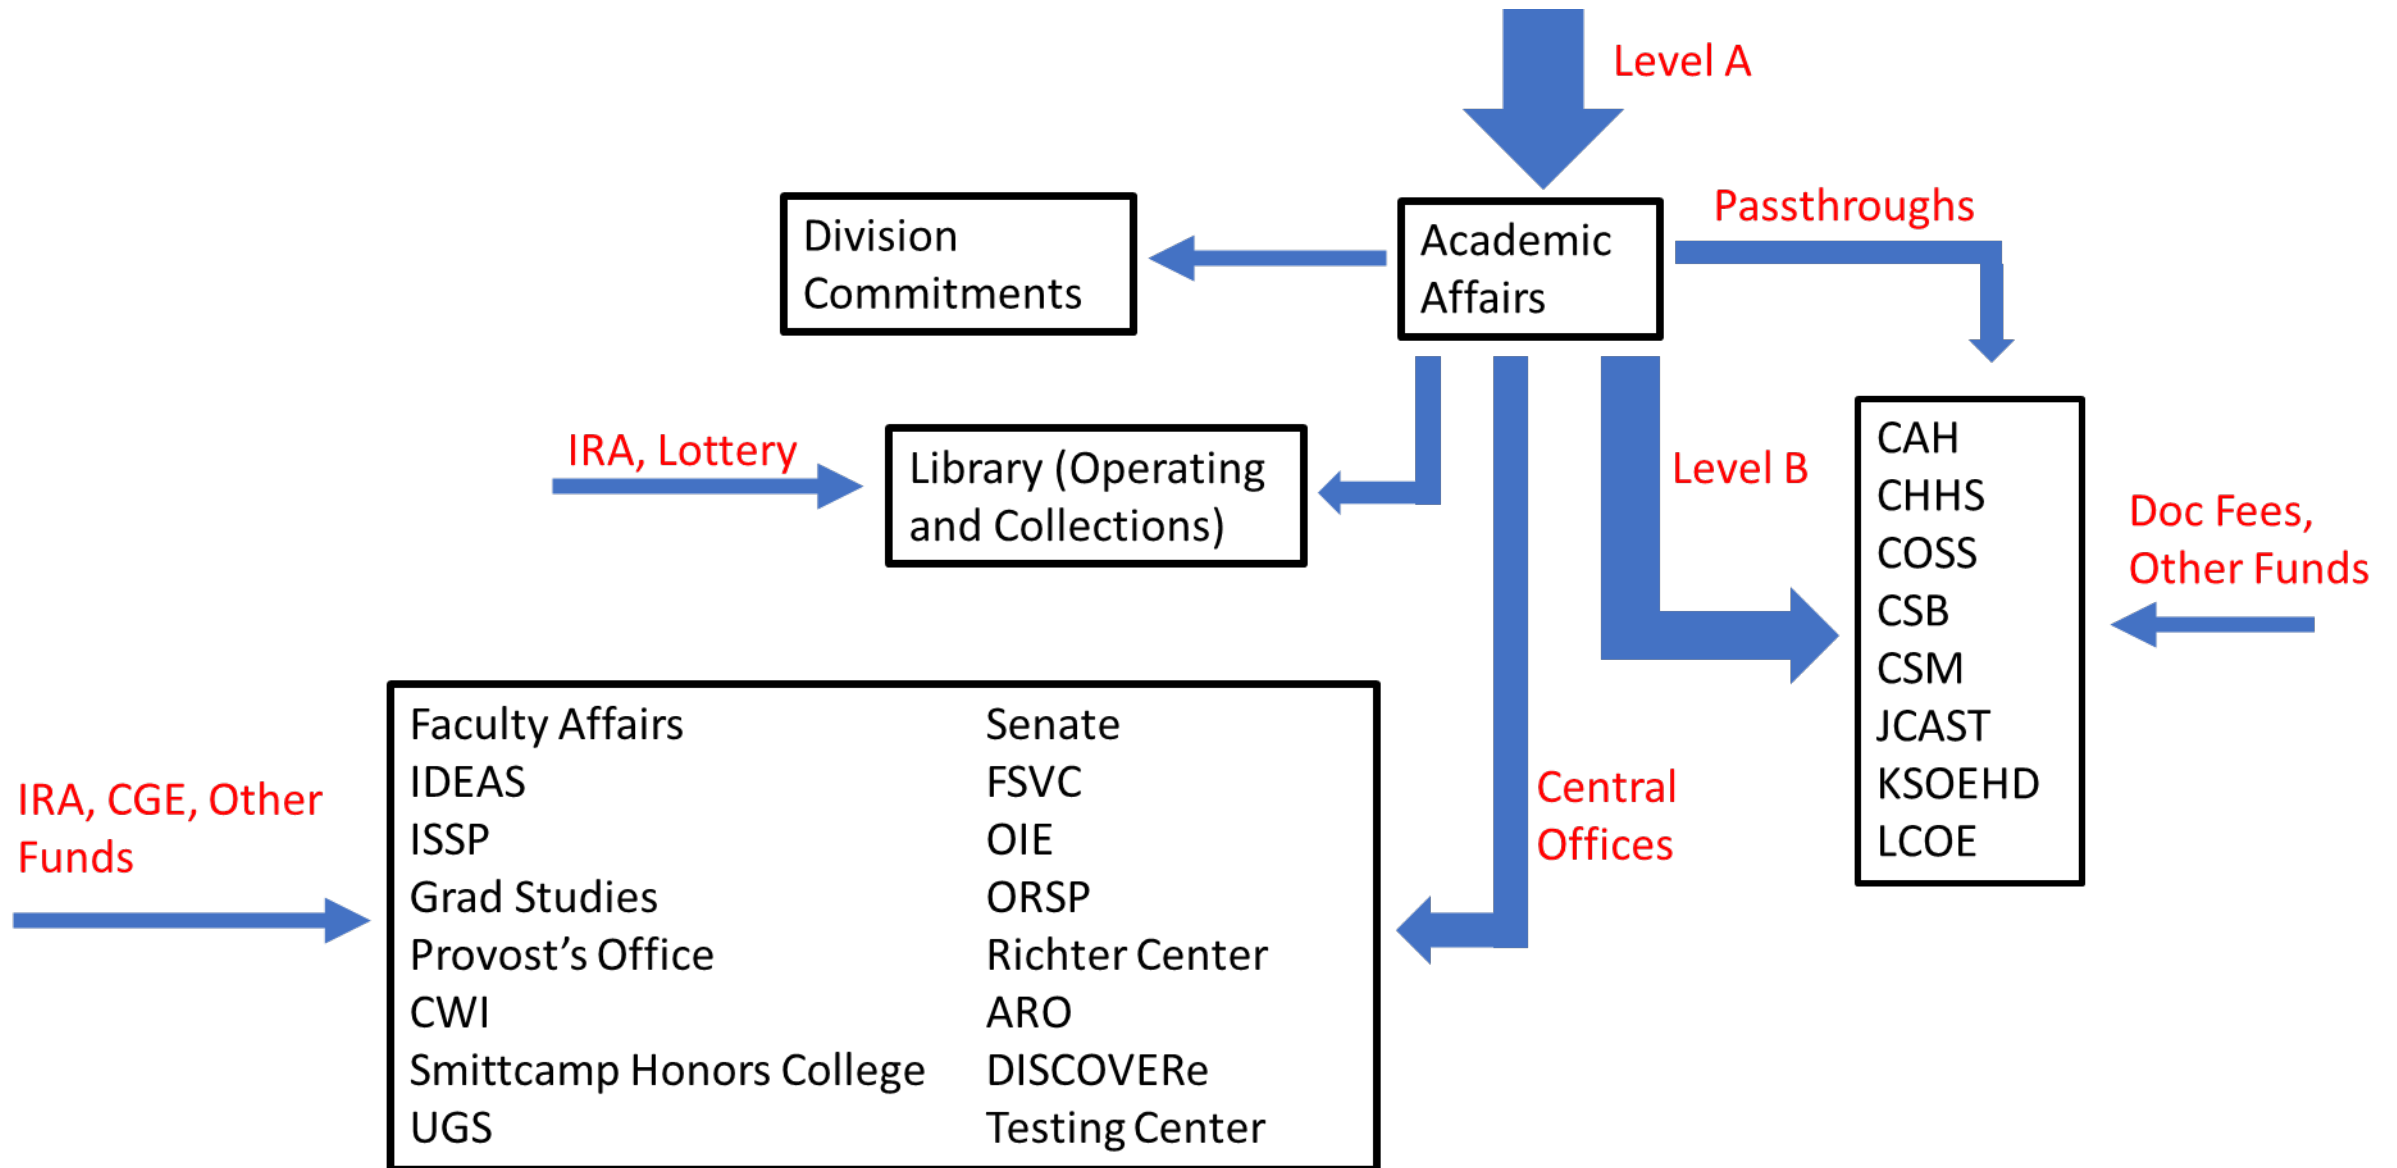 Level A
Division
Commitments
Academic
Affairs
Passthroughs
IRA, Lottery
Library (Operating
and Collections)
Level B
CAH
CHHS
COSS
CSB
CSM
JCAST
KSOEHD
LCOE
Doc Fees,
Other Funds
IRA, CGE, Other
Funds
Faculty Affairs
IDEAS
ISSP
Grad Studies
Provost’s Office
CWI
Smittcamp Honors College
UGS
Senate
FSVC
OIE
ORSP
Richter Center
ARO
DISCOVERe
Testing Center
Central
Offices